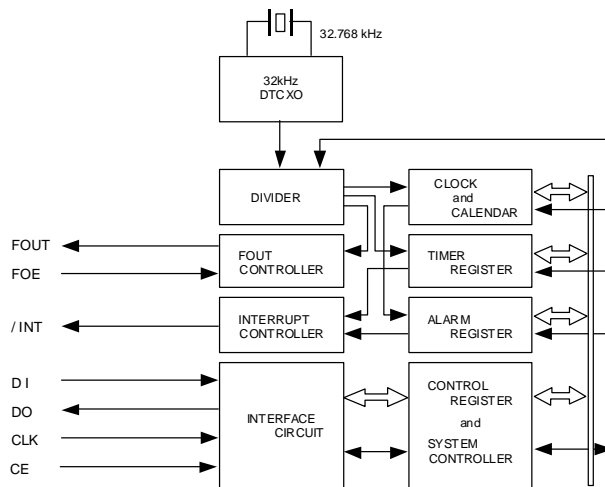 32.768 kHz
32kHz
DTCXO
DIVIDER
CLOCK
and
CALENDAR
FOUT
FOE
FOUT
CONTROLLER
TIMER
REGISTER
/ INT
INTERRUPT
CONTROLLER
ALARM
REGISTER
DI
DO
CLK
CE
INTERFACE
CIRCUIT
CONTROL
REGISTER
and
SYSTEM
CONTROLLER